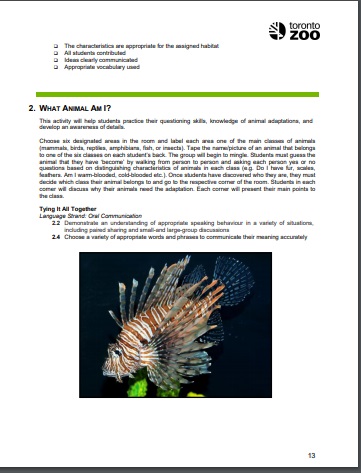 toronto
ZOO
❑ The characteristics are appropriate for the assigned habitat
❑ All students contributed
❑ Ideas clearly communicated
❑ Appropriate vocabulary used
2. WHAT ANIMAL AM I?
This activity will help students practice their questioning skills, knowledge of animal adaptations, and
develop an awareness of details.
Choose six designated areas in the room and label each area one of the main classes of animals
(mammals, birds, reptiles, amphibians, fish, or insects). Tape the name/picture of an animal that belongs
to one of the six classes on each student's back. The group will begin to mingle. Students must guess the
animal that they have 'become' by walking from person to person and asking each person yes or no
questions based on distinguishing characteristics of animals in each class (e.g. Do I have fur, scales,
feathers. Am I warm-blooded, cold-blooded etc.). Once students have discovered who they are, they must
decide which class their animal belongs to and go to the respective corner of the room. Students in each
corner will discuss why their animals need the adaptation. Each corner will present their main points to
the class.
Tying It All Together
Language Strand: Oral Communication
2.2 Demonstrate an understanding of appropriate speaking behaviour in a variety of situations,
including paired sharing and small-and large-group discussions
2.4 Choose a variety of appropriate words and phrases to communicate their meaning accurately
13